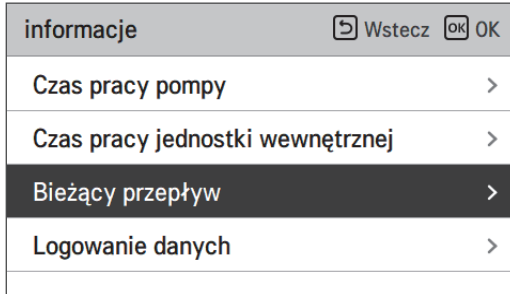 informacje Wstecz OK OK
Czas pracy pompy
Czas pracy jednostki wewnętrznej
Bieżący przepływ
Logowanie danych